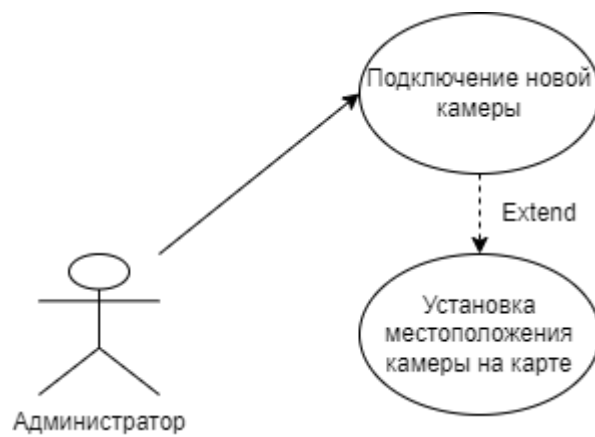 Подключение новой
камеры
Extend
Установка
местоположения
камеры на карте
Администратор